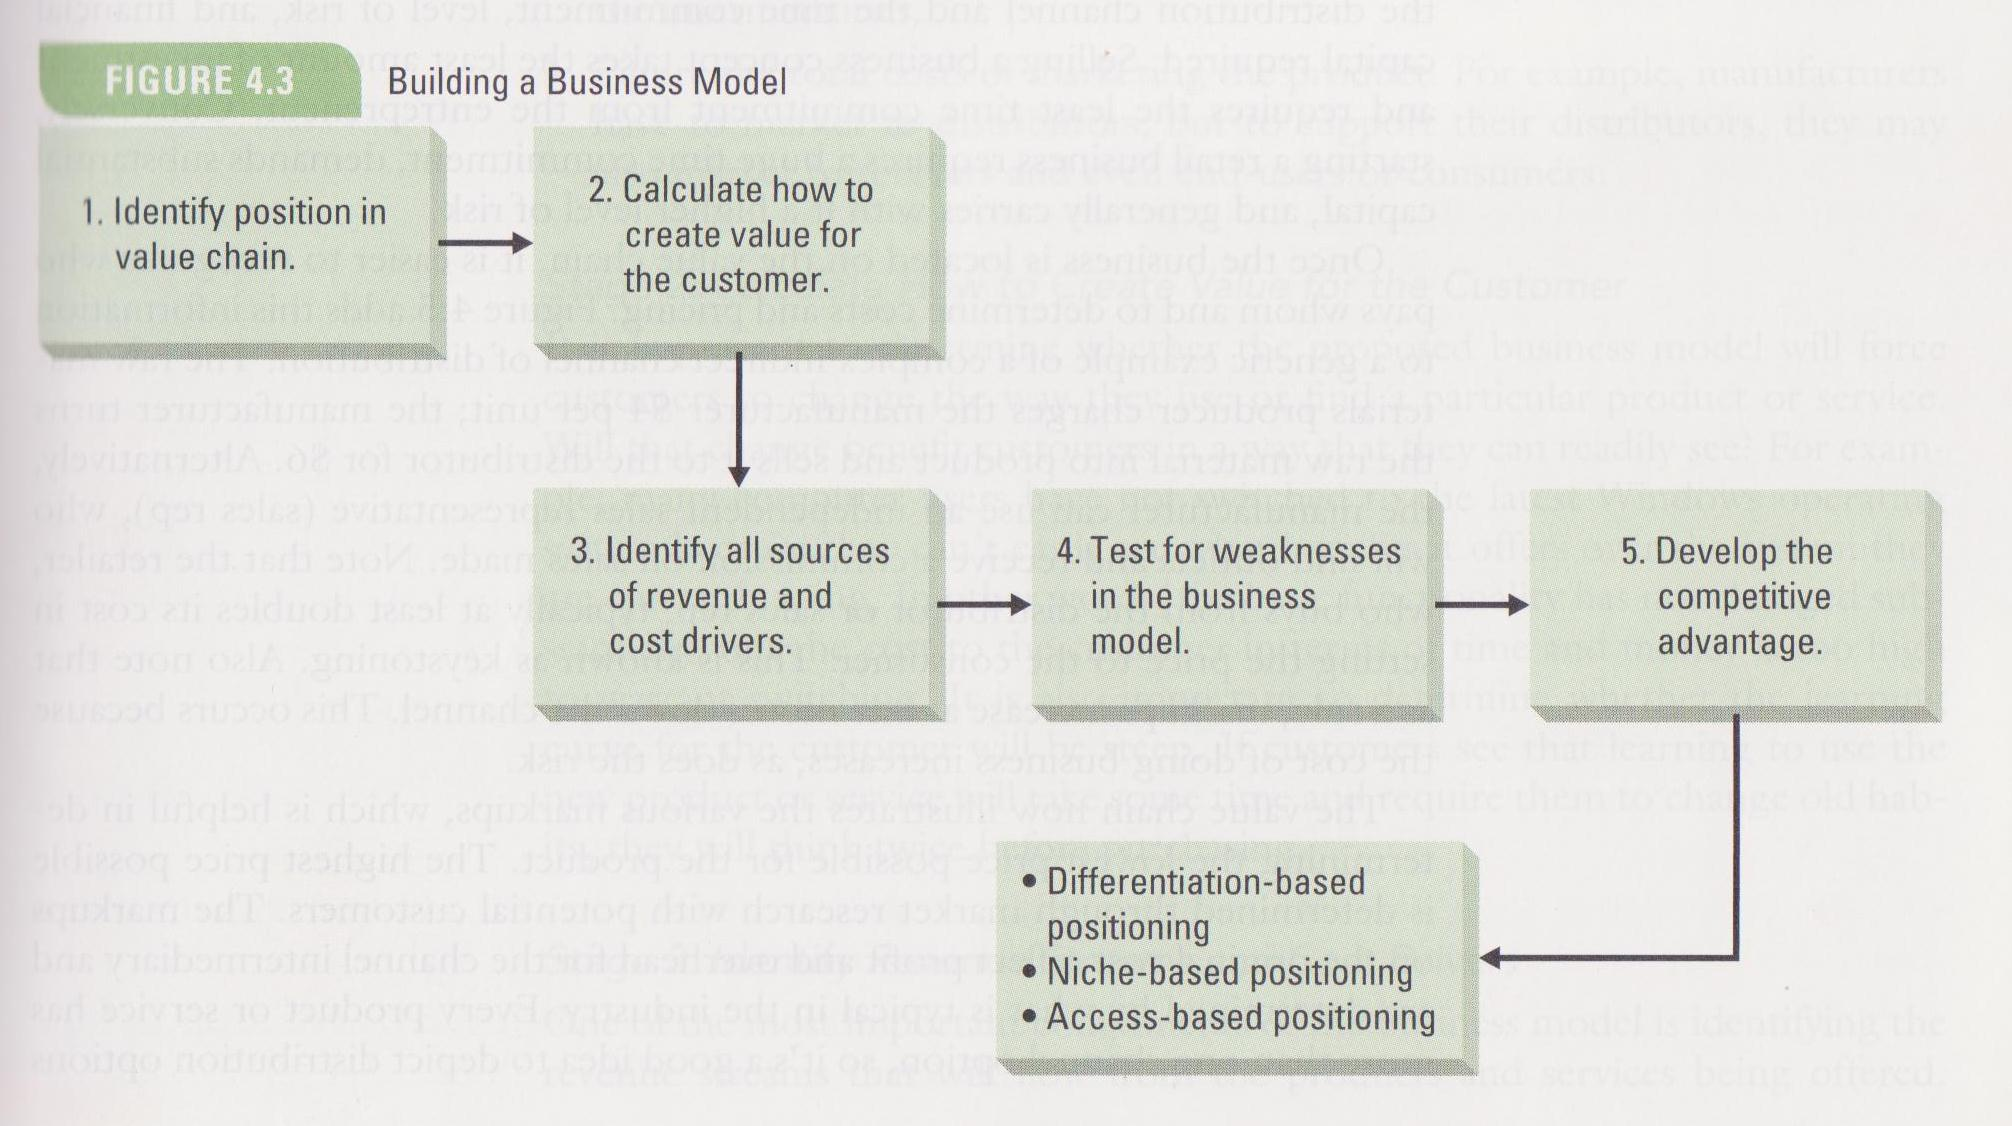 FIGURE 4.3
Building a Business Model
1. Identify position in
value chain.
2. Calculate how to
create value for
the customer.
3. Identify all sources
of revenue and
cost drivers.
4. Test for weaknesses
in the business
model.
5. Develop the
competitive
advantage.
• Differentiation-based
positioning
• Niche-based positioning
• Access-based positioning